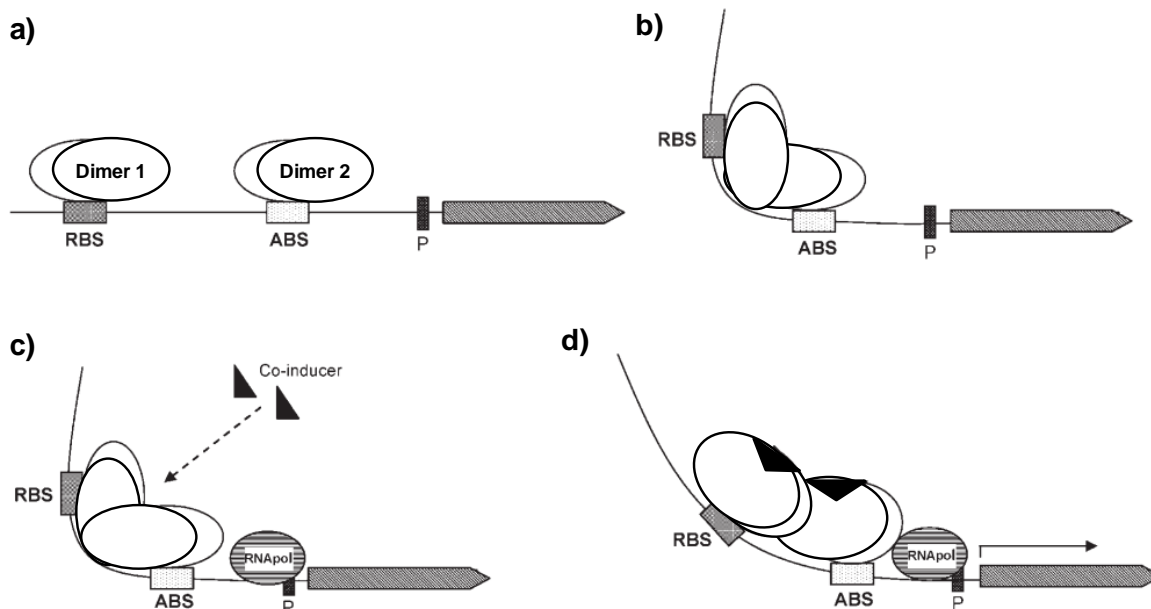 a)
Dimer 1 Dimer 2
RBS ABS P
b)
RBS
ABS P
c)
Co-inducer
RBS
RNApol
ABS P
d)
RBS
RNApol
ABS P